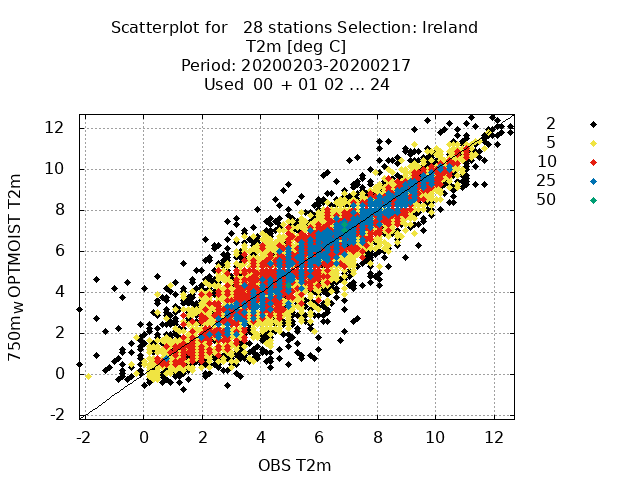 Scatterplot for 28 stations Selection: Ireland
T2m [deg C]
Period: 20200203-20200217
Used 00 + 01 02 ... 24
2
5
10
25
50
12
10
8
6
4
2
0
-2
750mw OPTMOIST T2m
-2 0 2 4 6 8 10 12
OBS T2m